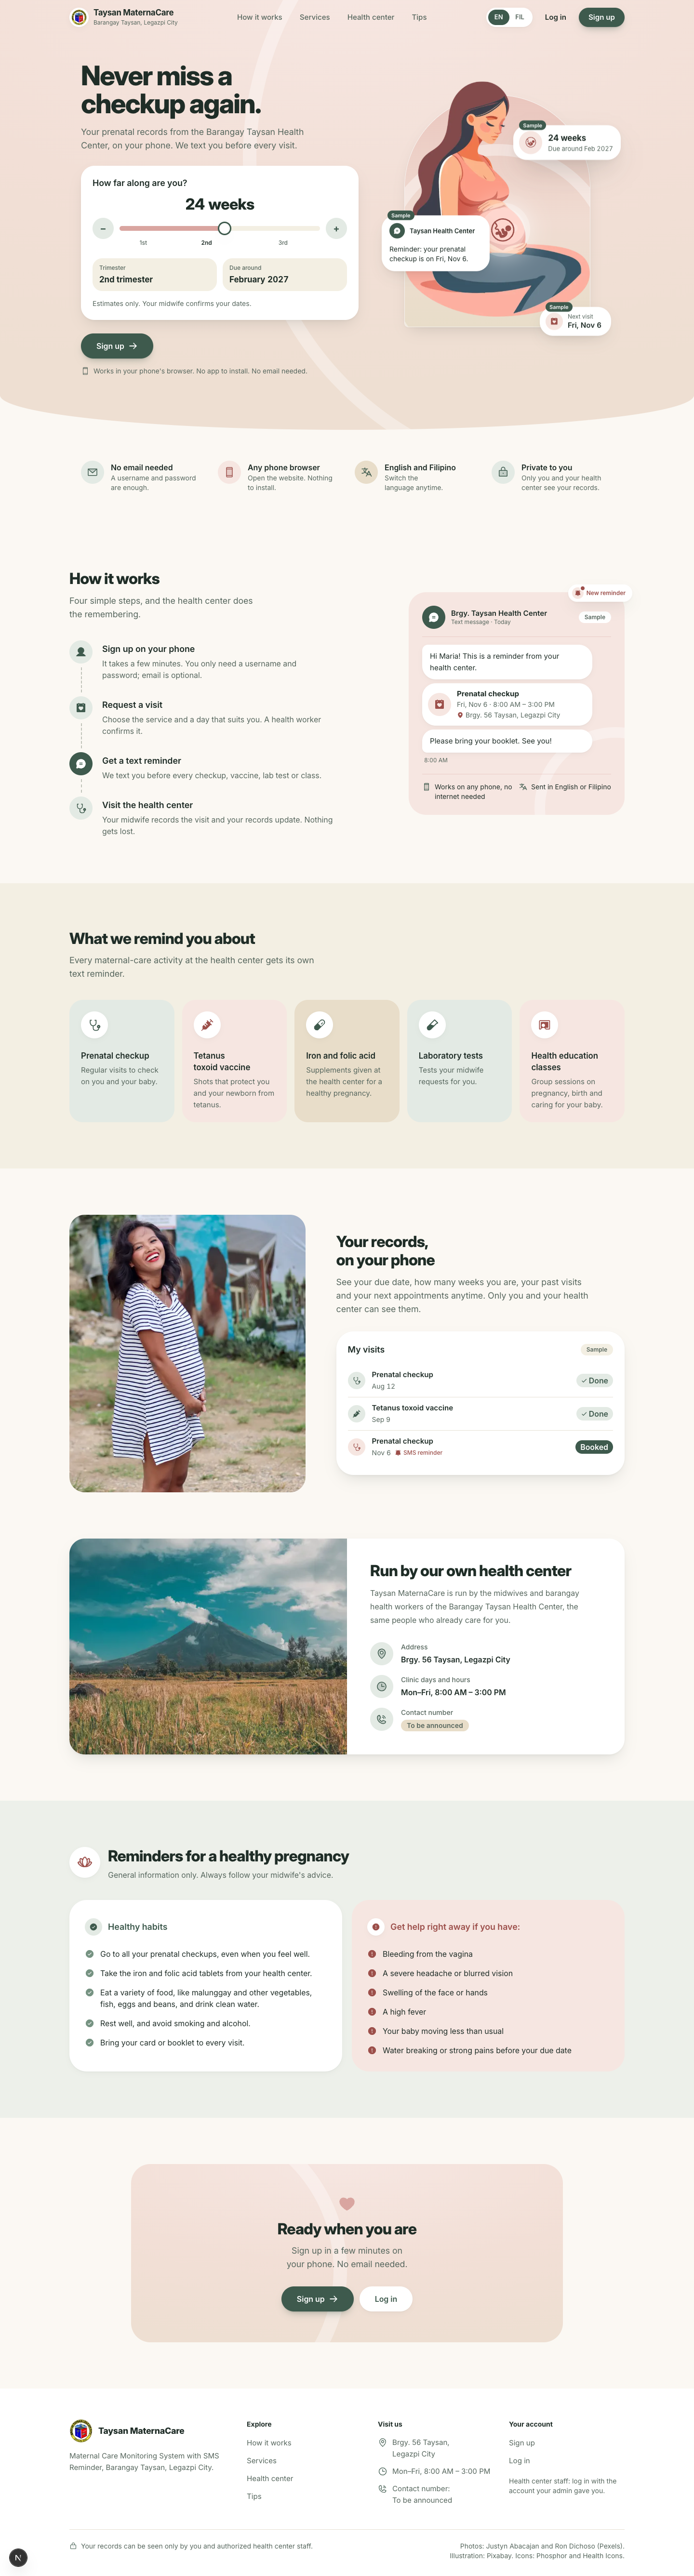 Taysan MaternaCare
Barangay Taysan, Legazpi City
How it works
Services
Health center
Tips
EN
FIL
Log in
Sign up
Never miss a
checkup again.
Your prenatal records from the Barangay Taysan Health
Center, on your phone. We text you before every visit.
How far along are you?
24 weeks
−
+
1st
2nd
3rd
Trimester
2nd trimester
Due around
February 2027
Estimates only. Your midwife confirms your dates.
Sign up →
Works in your phone's browser. No app to install. No email needed.
Sample
24 weeks
Due around Feb 2027
Sample
Taysan Health Center
Reminder: your prenatal
checkup is on Fri, Nov 6.
Sample
Next visit
Fri, Nov 6
No email needed
A username and password
are enough.
Any phone browser
Open the website. Nothing
to install.
English and Filipino
Switch the
language anytime.
Private to you
Only you and your health
center see your records.
How it works
Four simple steps, and the health center does
the remembering.
Sign up on your phone
It takes a few minutes. You only need a username and
password; email is optional.
Request a visit
Choose the service and a day that suits you. A health worker
confirms it.
Get a text reminder
We text you before every checkup, vaccine, lab test or class.
Visit the health center
Your midwife records the visit and your records update. Nothing
gets lost.
New reminder
Brgy. Taysan Health Center
Text message · Today
Sample
Hi Maria! This is a reminder from your
health center.
Prenatal checkup
Fri, Nov 6 · 8:00 AM – 3:00 PM
Brgy. 56 Taysan, Legazpi City
Please bring your booklet. See you!
8:00 AM
Works on any phone, no
internet needed
Sent in English or Filipino
What we remind you about
Every maternal-care activity at the health center gets its own
text reminder.
Prenatal checkup
Regular visits to check
on you and your baby.
Tetanus
toxoid vaccine
Shots that protect you
and your newborn from
tetanus.
Iron and folic acid
Supplements given at
the health center for a
healthy pregnancy.
Laboratory tests
Tests your midwife
requests for you.
Health education
classes
Group sessions on
pregnancy, birth and
caring for your baby.
Your records,
on your phone
See your due date, how many weeks you are, your past visits
and your next appointments anytime. Only you and your health
center can see them.
My visits
Sample
Prenatal checkup
Aug 12
Done
Tetanus toxoid vaccine
Sep 9
Done
Prenatal checkup
Nov 6
SMS reminder
Booked
Run by our own health center
Taysan MaternaCare is run by the midwives and barangay
health workers of the Barangay Taysan Health Center, the
same people who already care for you.
Address
Brgy. 56 Taysan, Legazpi City
Clinic days and hours
Mon–Fri, 8:00 AM – 3:00 PM
Contact number
To be announced
Reminders for a healthy pregnancy
General information only. Always follow your midwife's advice.
Healthy habits
Go to all your prenatal checkups, even when you feel well.
Take the iron and folic acid tablets from your health center.
Eat a variety of food, like malunggay and other vegetables,
fish, eggs and beans, and drink clean water.
Rest well, and avoid smoking and alcohol.
Bring your card or booklet to every visit.
Get help right away if you have:
Bleeding from the vagina
A severe headache or blurred vision
Swelling of the face or hands
A high fever
Your baby moving less than usual
Water breaking or strong pains before your due date
Ready when you are
Sign up in a few minutes on
your phone. No email needed.
Sign up →
Log in
Taysan MaternaCare
Maternal Care Monitoring System with SMS
Reminder, Barangay Taysan, Legazpi City.
Explore
How it works
Services
Health center
Tips
Visit us
Brgy. 56 Taysan,
Legazpi City
Mon–Fri, 8:00 AM – 3:00 PM
Contact number:
To be announced
Your account
Sign up
Log in
Health center staff: log in with the
account your admin gave you.
N
Your records can be seen only by you and authorized health center staff.
Photos: Justyn Abacajan and Ron Dichoso (Pexels).
Illustration: Pixabay. Icons: Phosphor and Health Icons.